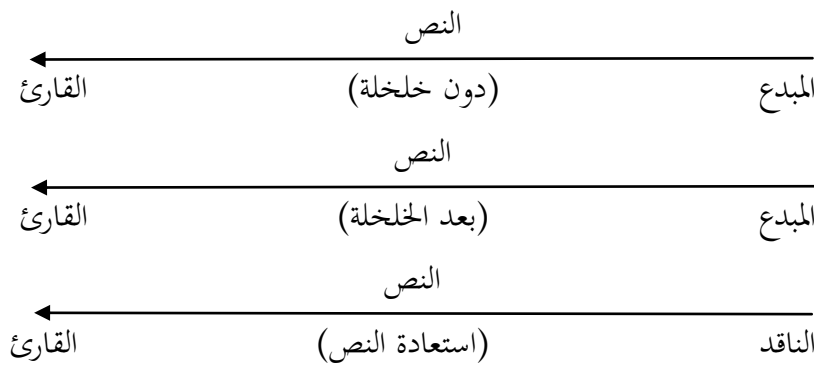 النص
المبدع (دون خلخلة) القارئ
النص
المبدع (بعد الخلخلة) القارئ
النص
الناقد (استعادة النص) القارئ